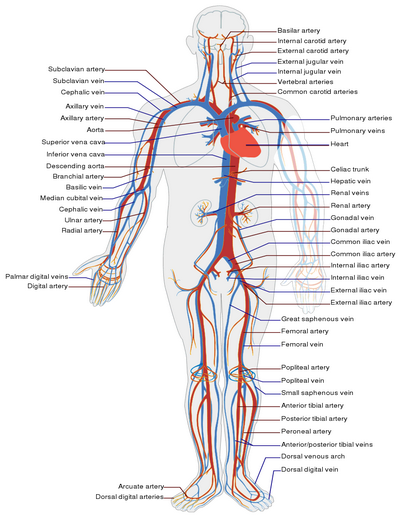 Basilar artery
Internal carotid artery
External carotid artery
External jugular vein
Internal jugular vein
Vertebral arteries
Common carotid arteries
Pulmonary arteries
Pulmonary veins
Heart
Celiac trunk
Hepatic vein
Renal veins
Renal artery
Gonadal vein
Gonadal artery
Common iliac vein
Common iliac artery
Internal iliac artery
Internal iliac vein
External iliac vein
External iliac artery
Great saphenous vein
Femoral artery
Femoral vein
Popliteal artery
Popliteal vein
Small saphenous vein
Anterior tibial artery
Posterior tibial artery
Peroneal artery
Anterior/posterior tibial veins
Dorsal venous arch
Dorsal digital vein
Subclavian artery
Subclavian vein
Cephalic vein
Axillary vein
Axillary artery
Aorta
Superior vena cava
Inferior vena cava
Descending aorta
Branchial artery
Basilic vein
Median cubital vein
Cephalic vein
Ulnar artery
Radial artery
Palmar digital veins
Digital artery
Arcuate artery
Dorsal digital arteries